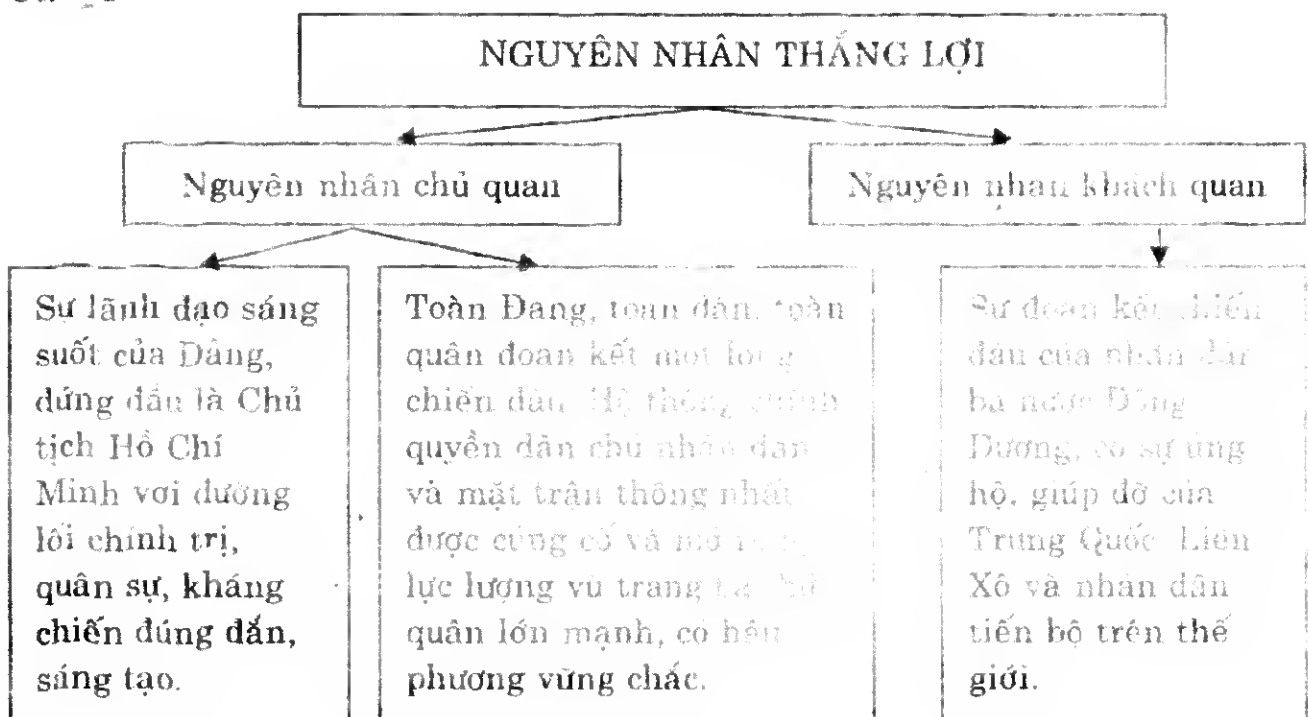 NGUYÊN NHÂN THẮNG LỢI
Nguyên nhân chủ quan
Nguyên nhân khách quan
Sự lãnh đạo sáng
suốt của Đảng,
đứng đầu là Chủ
tịch Hồ Chí
Minh với đường
lối chính trị,
quân sự, kháng
chiến đúng đắn,
sáng tạo.
Toàn Đảng, toàn dân, toàn
quân đoàn kết một lòng
chiến đấu. Hệ thống chính
quyền dân chủ nhân dân
và mặt trận thống nhất
được củng cố và mở
lực lượng vũ trang
quân lớn mạnh, có hậu
phương vững chắc.
Sự đoàn kết chiến
đấu của nhân dân
ba nước Đông
Dương, có sự ủng
hộ, giúp đỡ của
Trung Quốc, Liên
Xô và nhân dân
tiến bộ trên thế
giới.